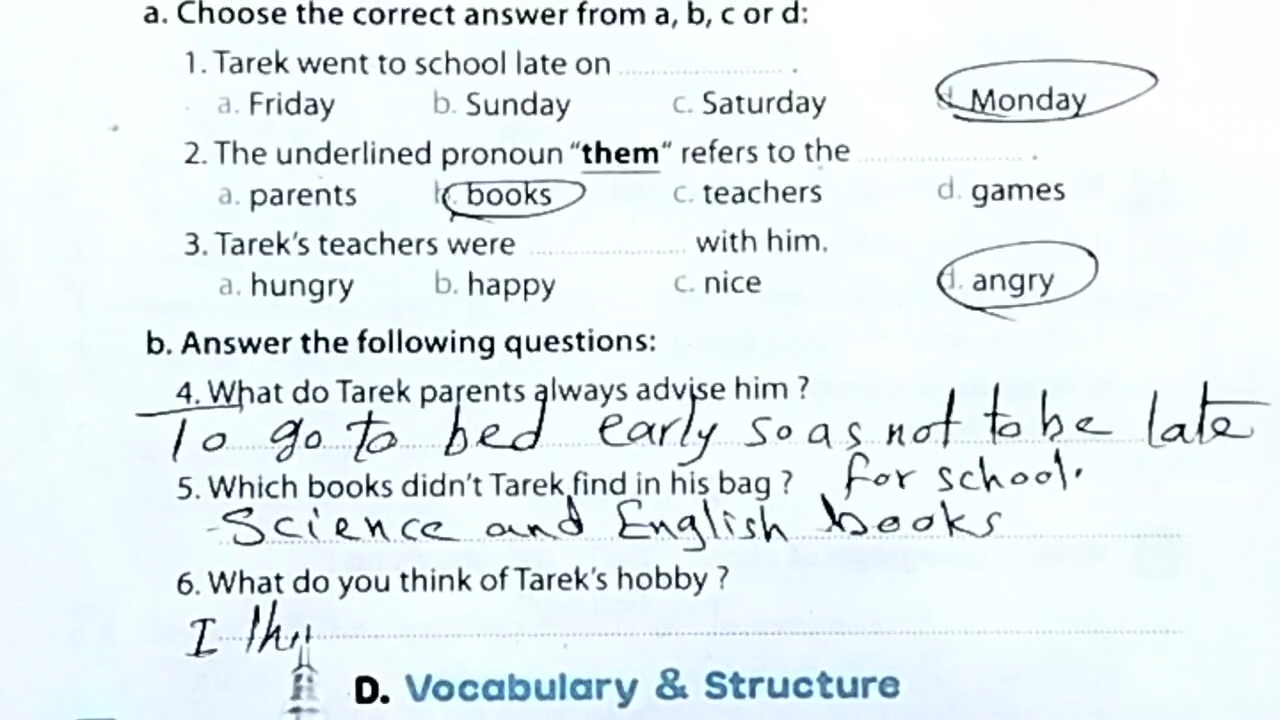 a. Choose the correct answer from a, b, c or d:
1. Tarek went to school late on .................... .
a. Friday b. Sunday c. Saturday d. Monday
2. The underlined pronoun “them“ refers to the .................... .
a. parents b. books c. teachers d. games
3. Tarek’s teachers were .................... with him.
a. hungry b. happy c. nice d. angry
b. Answer the following questions:
4. What do Tarek parents always advise him ?
To go to bed early so as not to be late
for school.
5. Which books didn’t Tarek find in his bag ?
Science and English books
6. What do you think of Tarek’s hobby ?
I thi
D. Vocabulary & Structure